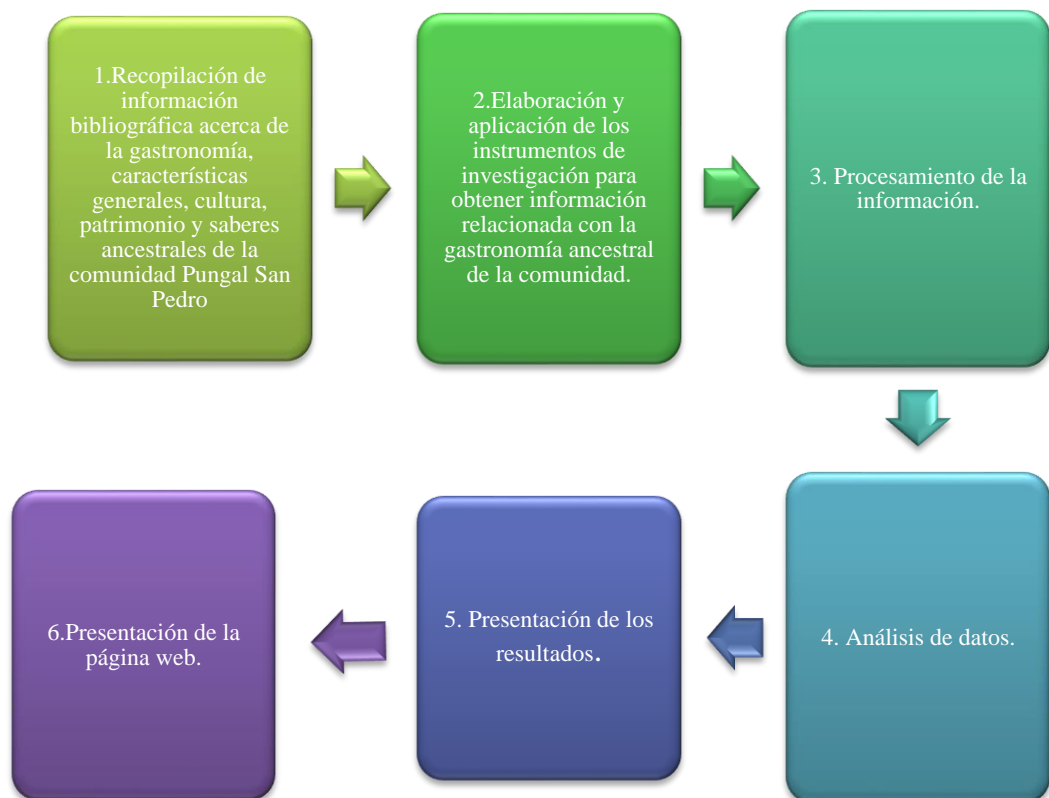 1.Recopilación de
información
bibliográfica acerca de
la gastronomía,
características
generales, cultura,
patrimonio y saberes
ancestrales de la
comunidad Pungal San
Pedro
2.Elaboración y
aplicación de los
instrumentos de
investigación para
obtener información
relacionada con la
gastronomía ancestral
de la comunidad.
3. Procesamiento de la
información.
4. Análisis de datos.
5. Presentación de los
resultados.
6.Presentación de la
página web.